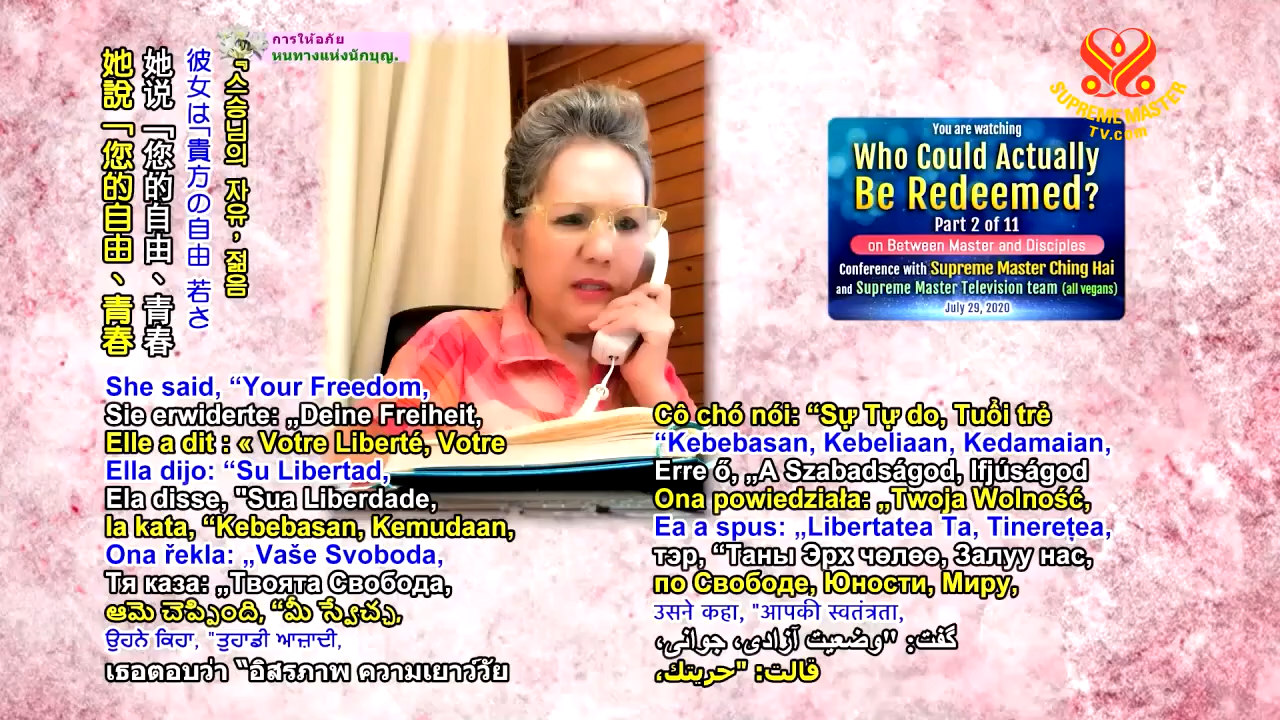 การให้อภัย
หนทางแห่งนักบุญ.
『스승님의 자유, 젊음
彼女は「貴方の自由 若さ
她说「您的自由、青春
她說「您的自由、青春
SUPREME MASTER
TV.com
You are watching
Who Could Actually
Be Redeemed?
Part 2 of 11
on Between Master and Disciples
Conference with Supreme Master Ching Hai
and Supreme Master Television team (all vegans)
July 29, 2020
She said, “Your Freedom,
Sie erwiderte: „Deine Freiheit,
Elle a dit : « Votre Liberté, Votre
Ella dijo: “Su Libertad,
Ela disse, "Sua Liberdade,
Ia kata, “Kebebasan, Kemudaan,
Ona řekla: „Vaše Svoboda,
Тя каза: „Твоята Свобода,
ఆమె చెప్పింది, “మీ స్వేచ్ఛ,
ਉਹਨੇ ਕਿਹਾ, "ਤੁਹਾਡੀ ਆਜ਼ਾਦੀ,
เธอตอบว่า “อิสรภาพ ความเยาว์วัย
Cô chó nói: “Sự Tự do, Tuổi trẻ
“Kebebasan, Kebeliaan, Kedamaian,
Erre ő, „A Szabadságod, Ifjúságod
Ona powiedziała: „Twoja Wolność,
Ea a spus: „Libertatea Ta, Tinerețea,
тэр, “Таны Эрх чөлөө, Залуу нас,
по Свободе, Юности, Миру,
उसने कहा, "आपकी स्वतंत्रता,
گفت: "وضعیت آزادی، جوانی،
قالت: "حريتك،